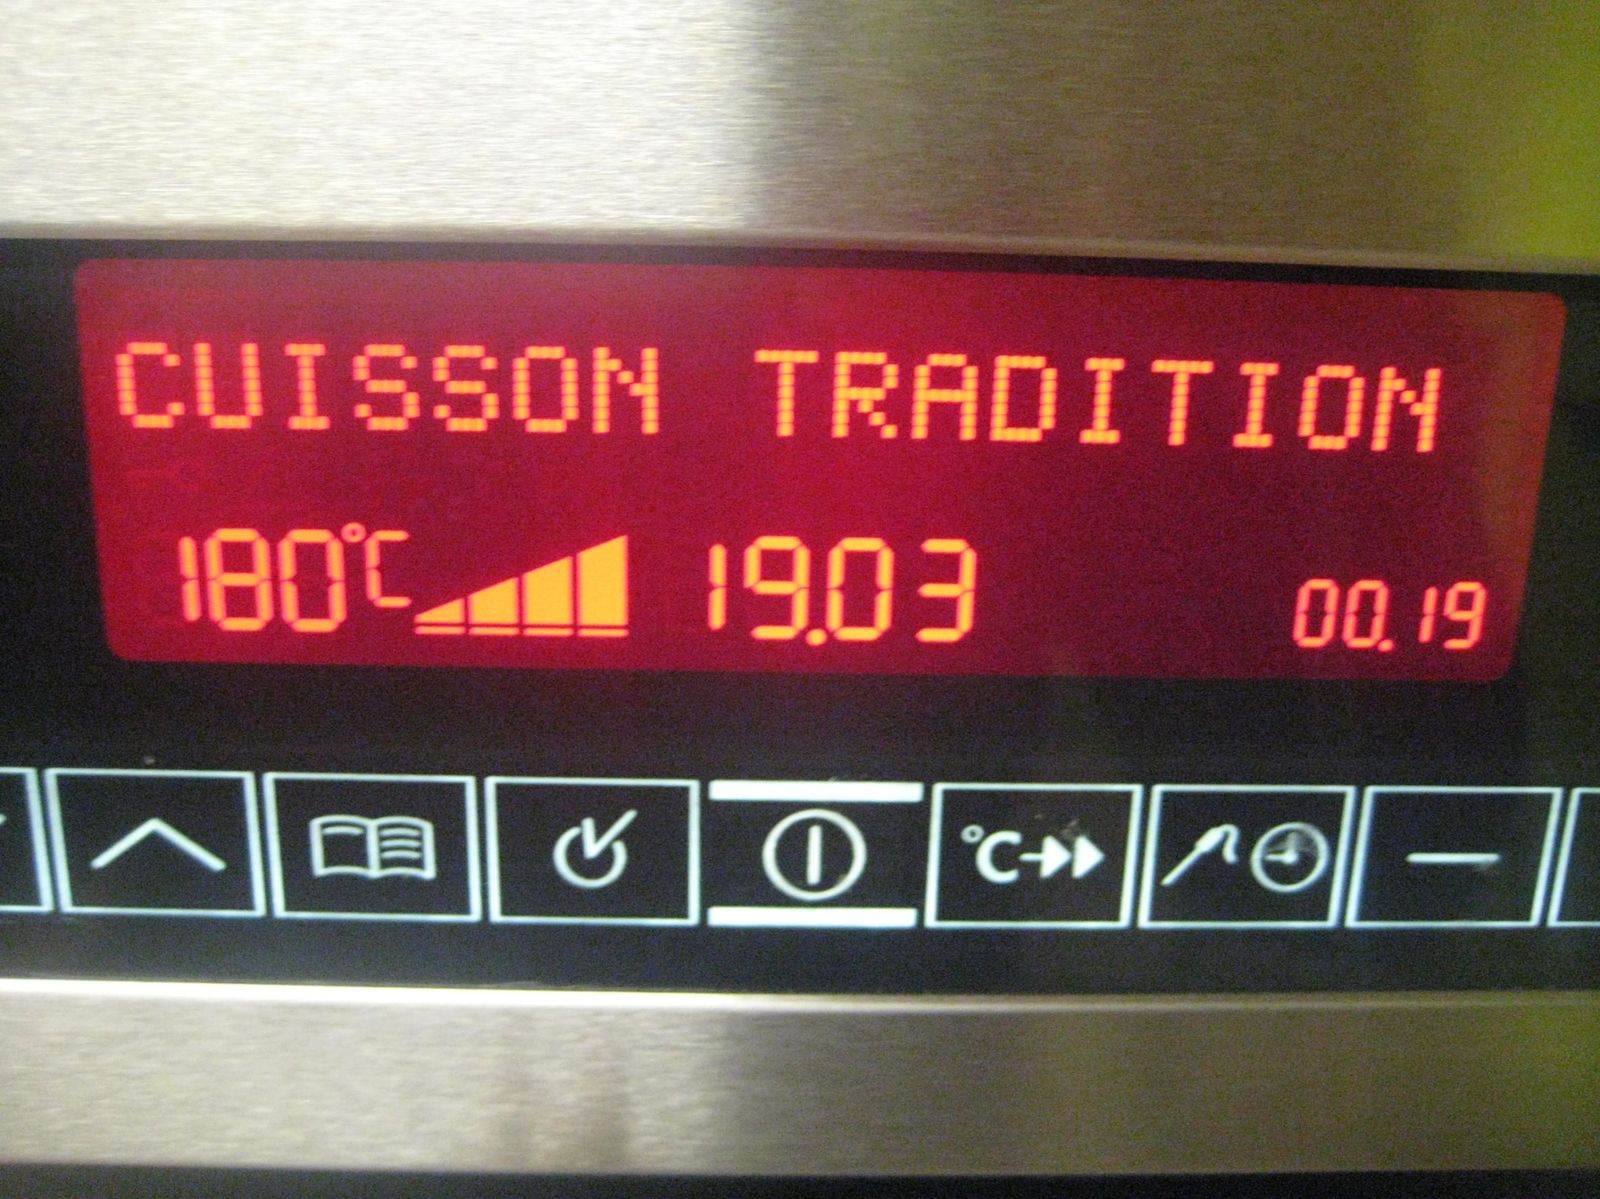 CUISSON TRADITION
180°C 19.03 00.19
°C